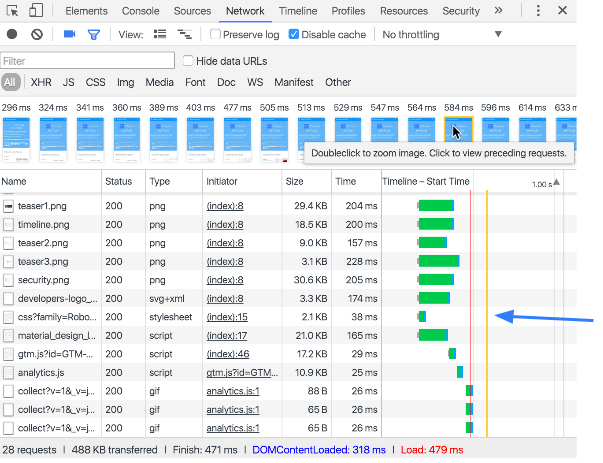 Elements Console Sources Network Timeline Profiles Resources Security »
View: Preserve log Disable cache No throttling ▼
Filter Hide data URLs
All XHR JS CSS Img Media Font Doc WS Manifest Other
296 ms 324 ms 341 ms 360 ms 389 ms 403 ms 477 ms 505 ms 513 ms 529 ms 547 ms 564 ms 584 ms 596 ms 614 ms 633 m
Doubleclick to zoom image. Click to view preceding requests.
Name Status Type Initiator Size Time Timeline – Start Time 1.00 s▲
teaser1.png 200 png (index):8 29.4 KB 204 ms
timeline.png 200 png (index):8 18.5 KB 200 ms
teaser2.png 200 png (index):8 9.0 KB 157 ms
teaser3.png 200 png (index):8 3.1 KB 228 ms
security.png 200 png (index):8 30.6 KB 205 ms
developers-logo_... 200 svg+xml (index):8 3.3 KB 174 ms
css?family=Robo... 200 stylesheet (index):15 2.1 KB 38 ms
material_design_l... 200 script (index):17 21.0 KB 165 ms
gtm.js?id=GTM-... 200 script (index):46 17.2 KB 29 ms
analytics.js 200 script gtm.js?id=GTM... 10.9 KB 25 ms
collect?v=1&_v=j... 200 gif analytics.js:1 88 B 26 ms
collect?v=1&_v=j... 200 gif analytics.js:1 65 B 26 ms
collect?v=1&_v=j... 200 gif analytics.js:1 65 B 26 ms
28 requests | 488 KB transferred | Finish: 471 ms | DOMContentLoaded: 318 ms | Load: 479 ms